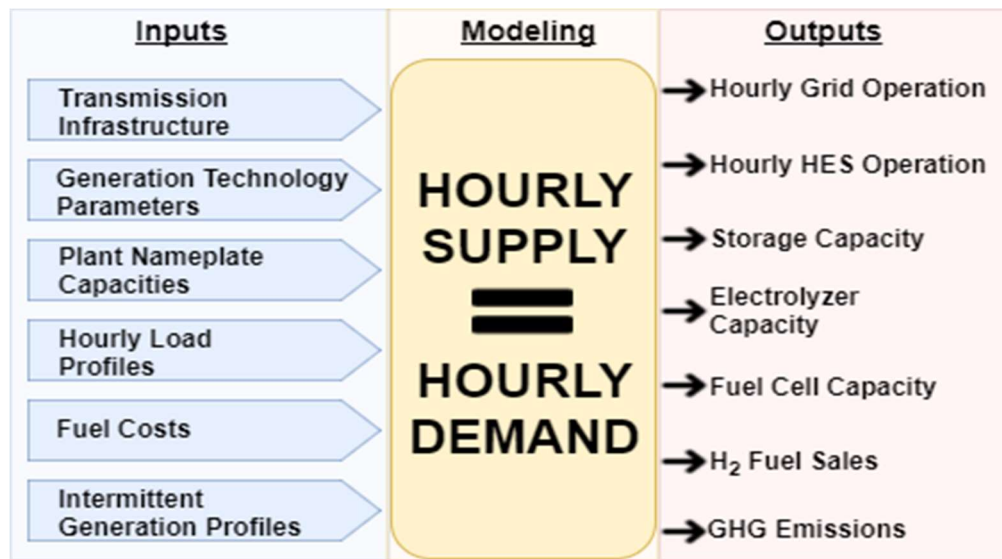 Inputs
Transmission
Infrastructure
Generation Technology
Parameters
Plant Nameplate
Capacities
Hourly Load
Profiles
Fuel Costs
Intermittent
Generation Profiles
Modeling
HOURLY
SUPPLY
=
HOURLY
DEMAND
Outputs
Hourly Grid Operation
Hourly HES Operation
Storage Capacity
Electrolyzer
Capacity
Fuel Cell Capacity
H₂ Fuel Sales
GHG Emissions